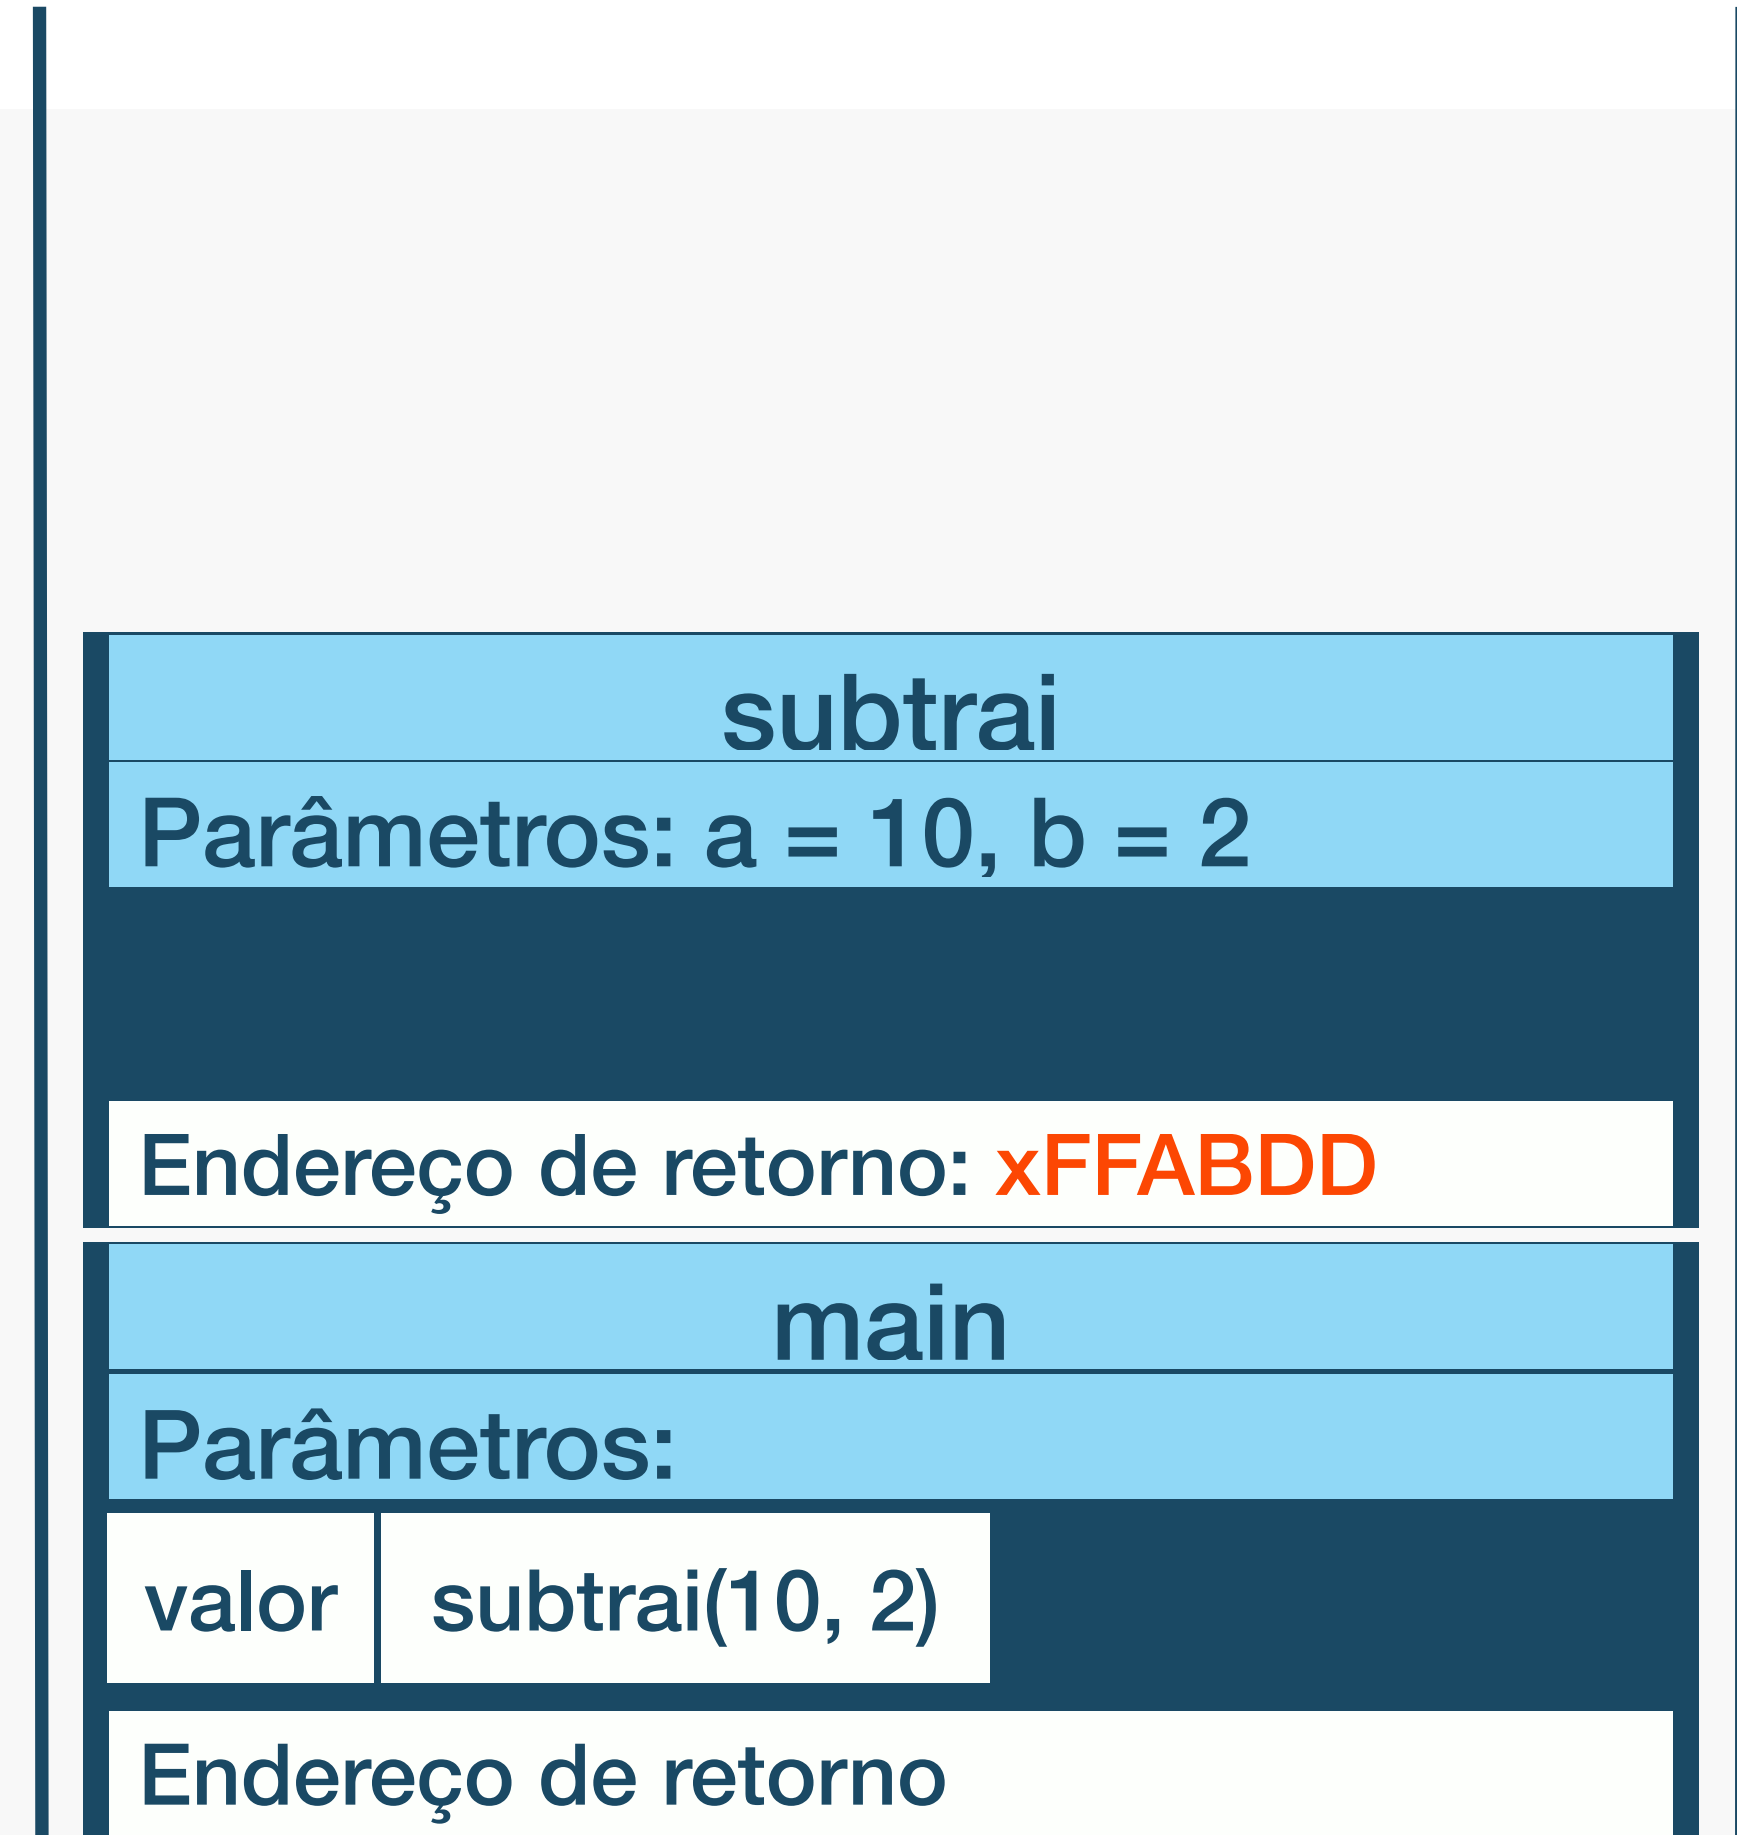 subtrai
Parâmetros: a = 10, b = 2
Endereço de retorno: xFFABDD
main
Parâmetros:
valor subtrai(10, 2)
Endereço de retorno